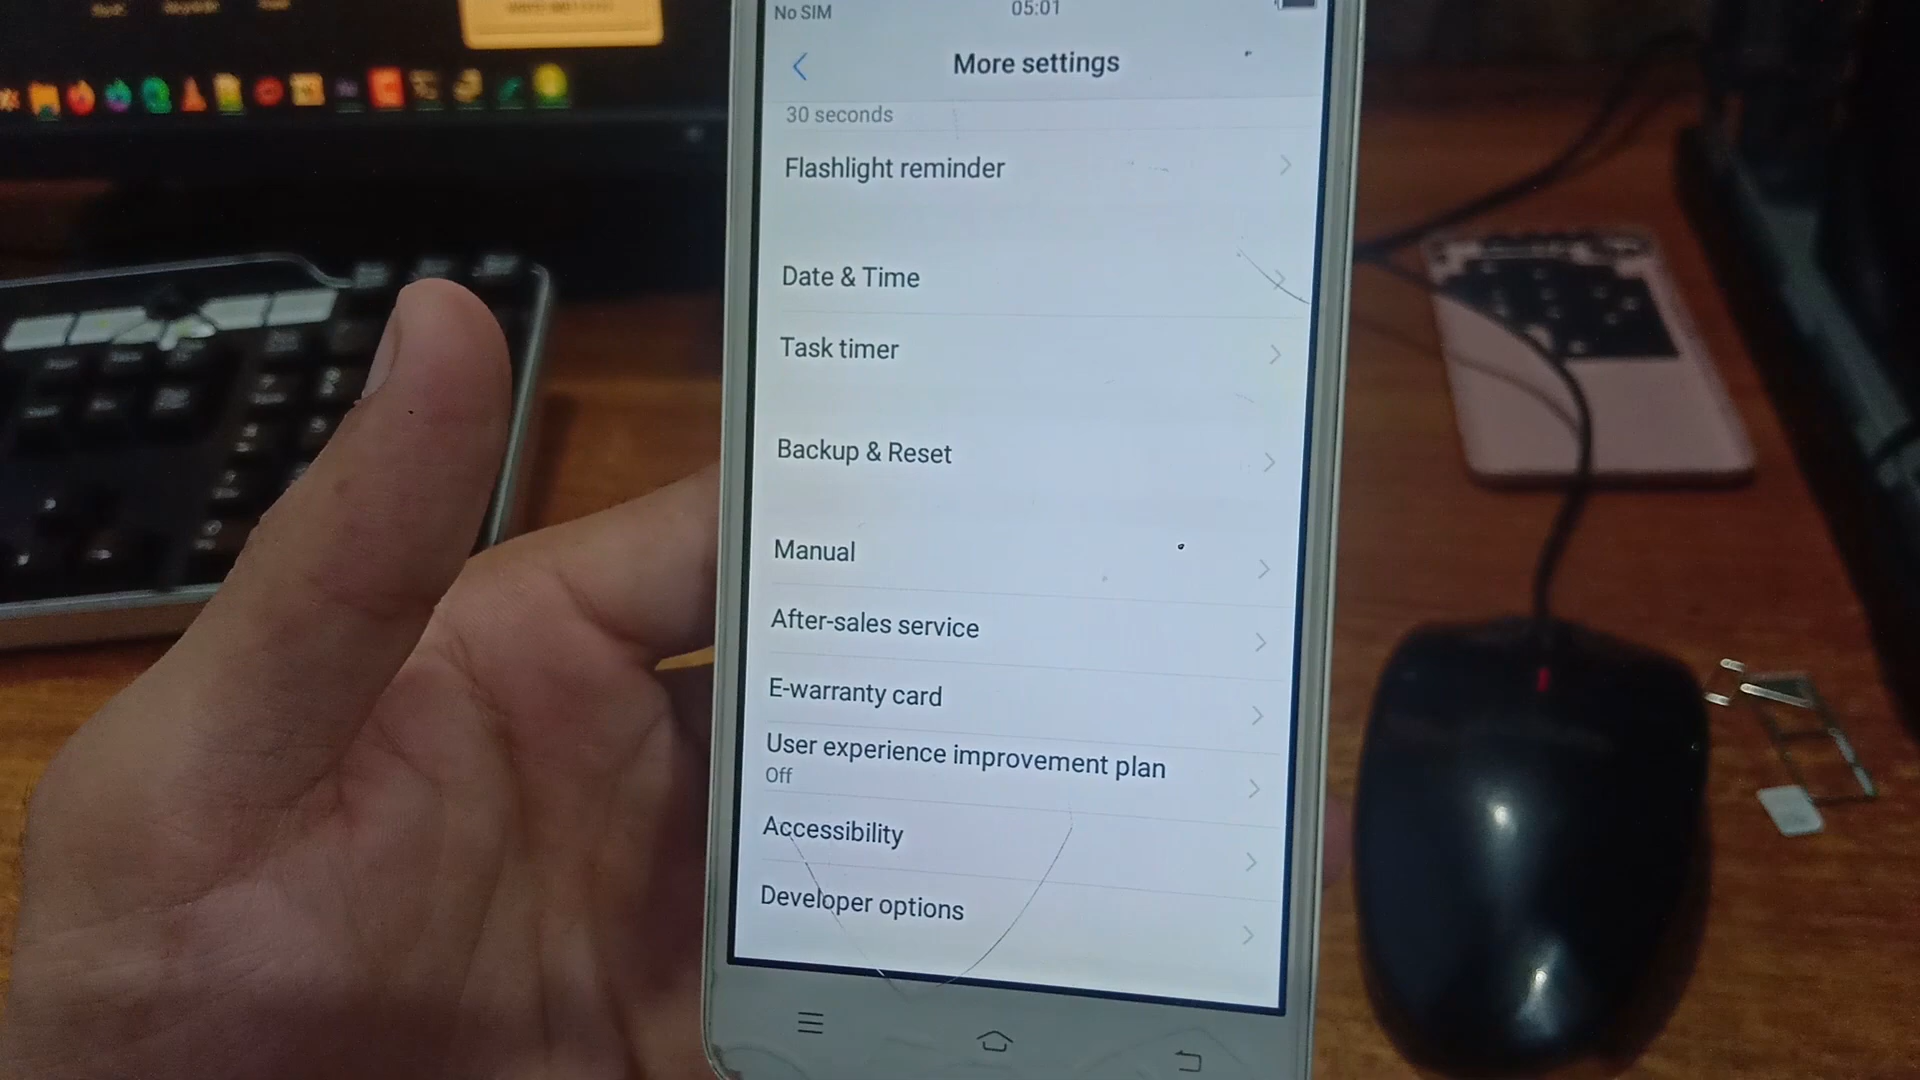 No SIM
05:01
More settings
30 seconds
Flashlight reminder
Date & Time
Task timer
Backup & Reset
Manual
After-sales service
E-warranty card
User experience improvement plan
Off
Accessibility
Developer options